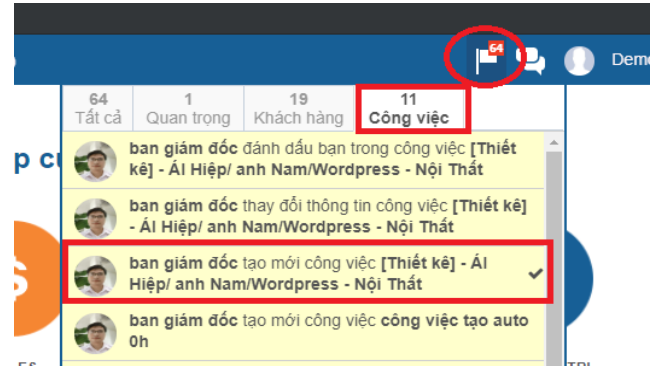 64
Demo
64 1 19 11
Tất cả Quan trọng Khách hàng Công việc
ban giám đốc đánh dấu bạn trong công việc [Thiết
kê] - ÁI Hiệp/ anh Nam/Wordpress - Nội Thất
ban giám đốc thay đổi thông tin công việc [Thiết kê]
- ÁI Hiệp/ anh Nam/Wordpress - Nội Thất
ban giám đốc tạo mới công việc [Thiết kê] - ÁI
Hiệp/ anh Nam/Wordpress - Nội Thất
ban giám đốc tạo mới công việc công việc tạo auto
0h